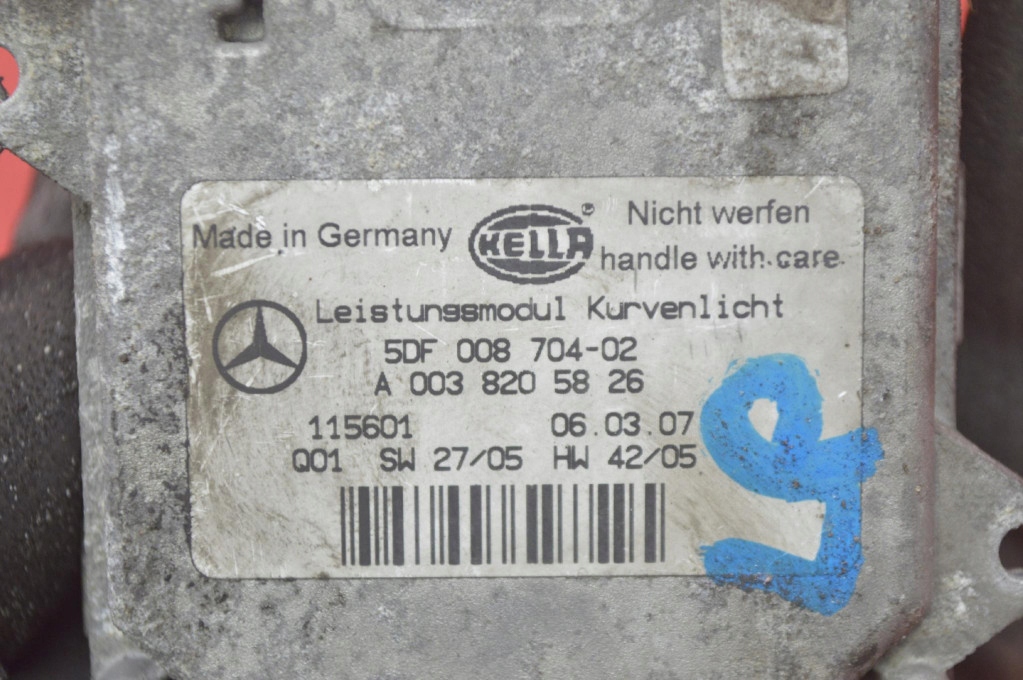 Made in Germany HELLA ® Nicht werfen
handle with care
Leistungsmodul Kurvenlicht
5DF 008 704-02
A 003 820 58 26
115601 06.03.07
Q01 SW 27/05 HW 42/05
9